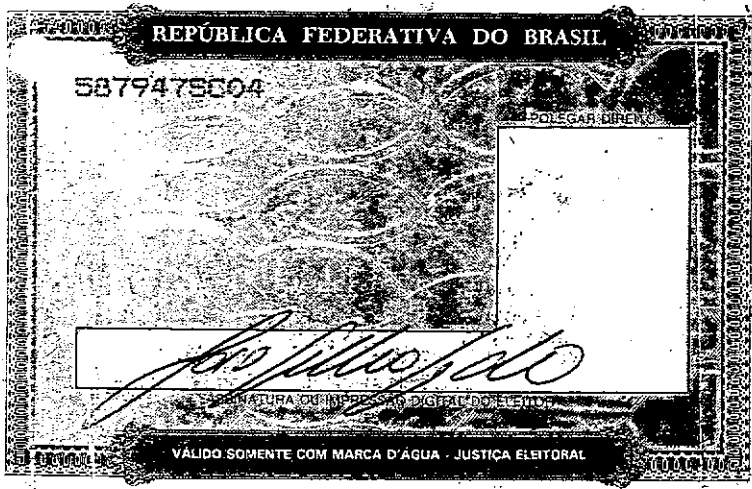 REPÚBLICA FEDERATIVA DO BRASIL
5879475C04
POLEGAR DIREITO
ASSINATURA OU IMPRESSÃO DIGITAL DO ELEITOR
VÁLIDO SOMENTE COM MARCA D'ÁGUA - JUSTIÇA ELEITORAL